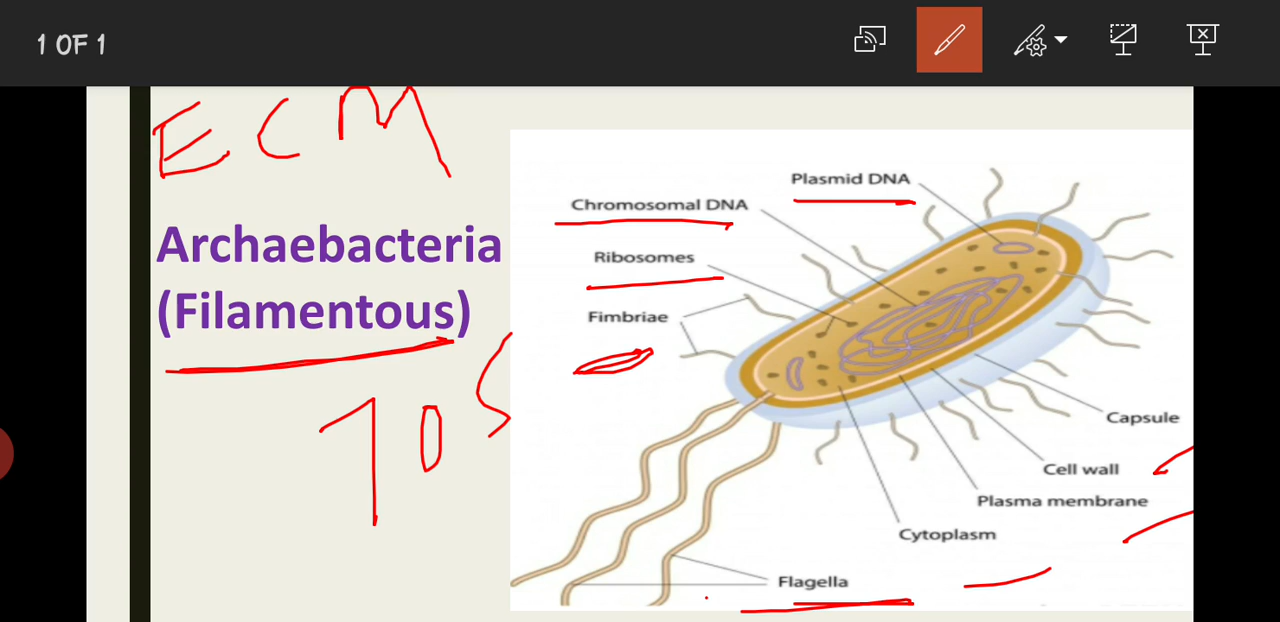 1 OF 1
ECM
Archaebacteria
(Filamentous)
70S
Plasmid DNA
Chromosomal DNA
Ribosomes
Fimbriae
Capsule
Cell wall
Plasma membrane
Cytoplasm
Flagella